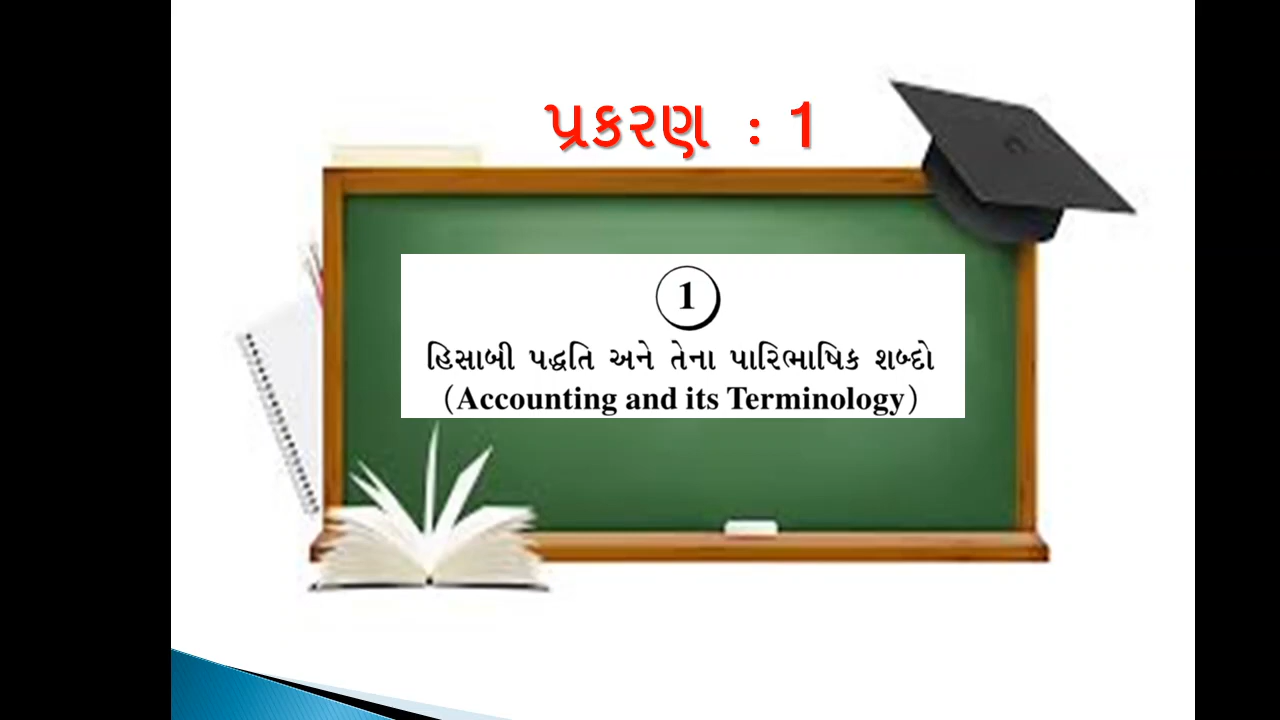 પ્રકરણ : 1
1
હિસાબી પદ્ધતિ અને તેના પારિભાષિક શબ્દો
(Accounting and its Terminology)